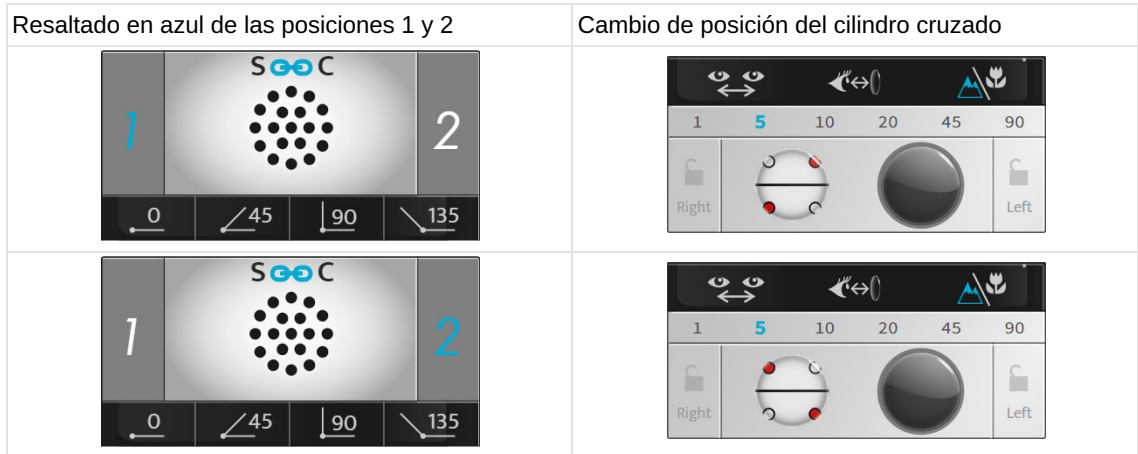 Resaltado en azul de las posiciones 1 y 2
Cambio de posición del cilindro cruzado
S C
1
2
0 45 90 135
1 5 10 20 45 90
Right
Left
S C
1
2
0 45 90 135
1 5 10 20 45 90
Right
Left